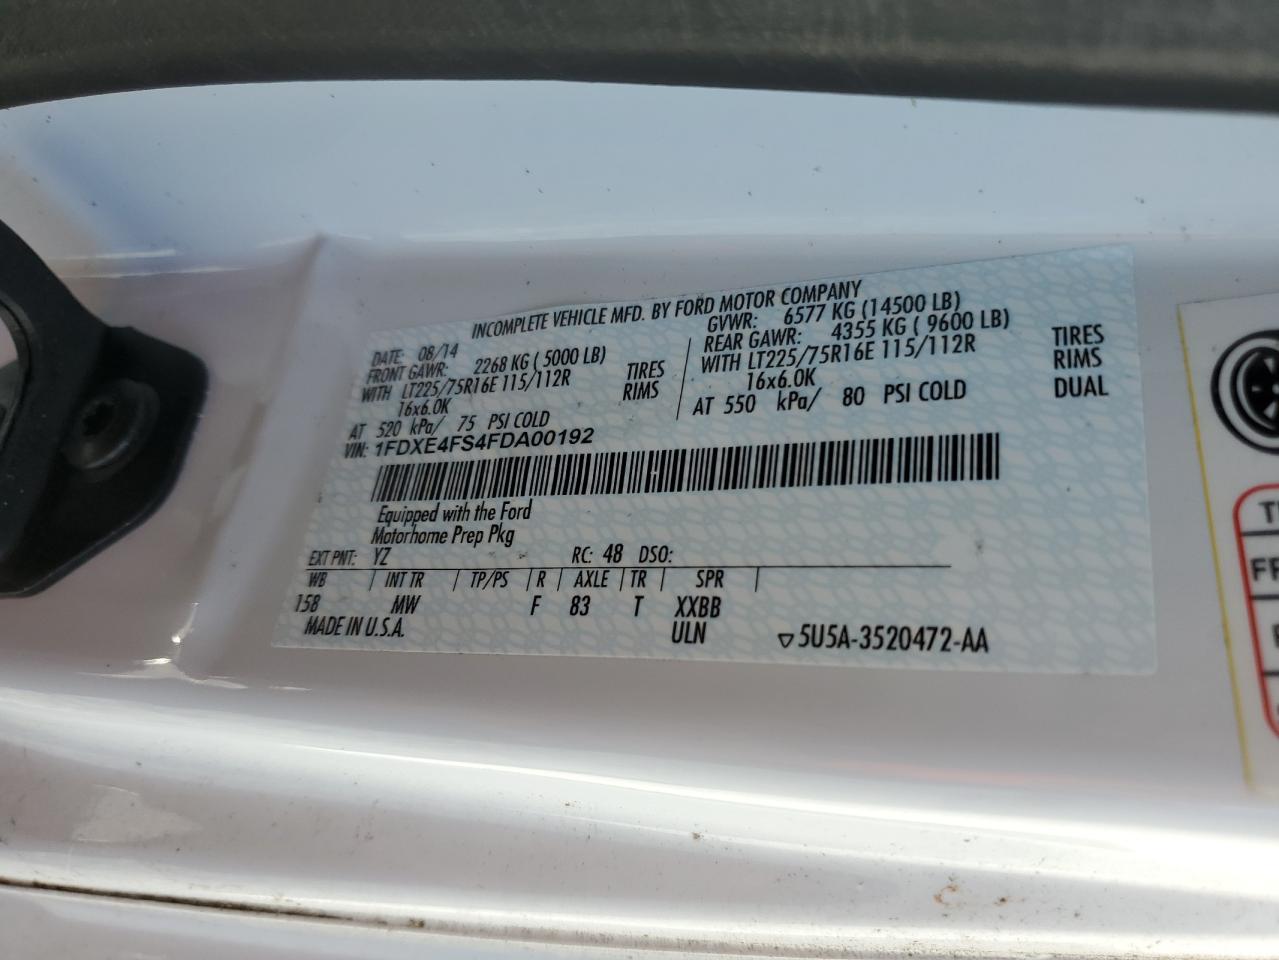 INCOMPLETE VEHICLE MFD. BY FORD MOTOR COMPANY
DATE: 08/14
GVWR: 6577 KG (14500 LB)
FRONT GAWR: 2268 KG ( 5000 LB)
REAR GAWR: 4355 KG ( 9600 LB)
WITH LT225/75R16E 115/112R TIRES
WITH LT225/75R16E 115/112R TIRES
16x6.0K RIMS
16x6.0K RIMS
AT 520 kPa/ 75 PSI COLD
AT 550 kPa/ 80 PSI COLD DUAL
VIN: 1FDXE4FS4FDA00192
Equipped with the Ford
Motorhome Prep Pkg
EXT PNT: YZ RC: 48 DSO:
WB INT TR TP/PS R AXLE TR SPR
158 MW F 83 T XXBB
MADE IN U.S.A. ULN 5U5A-3520472-AA